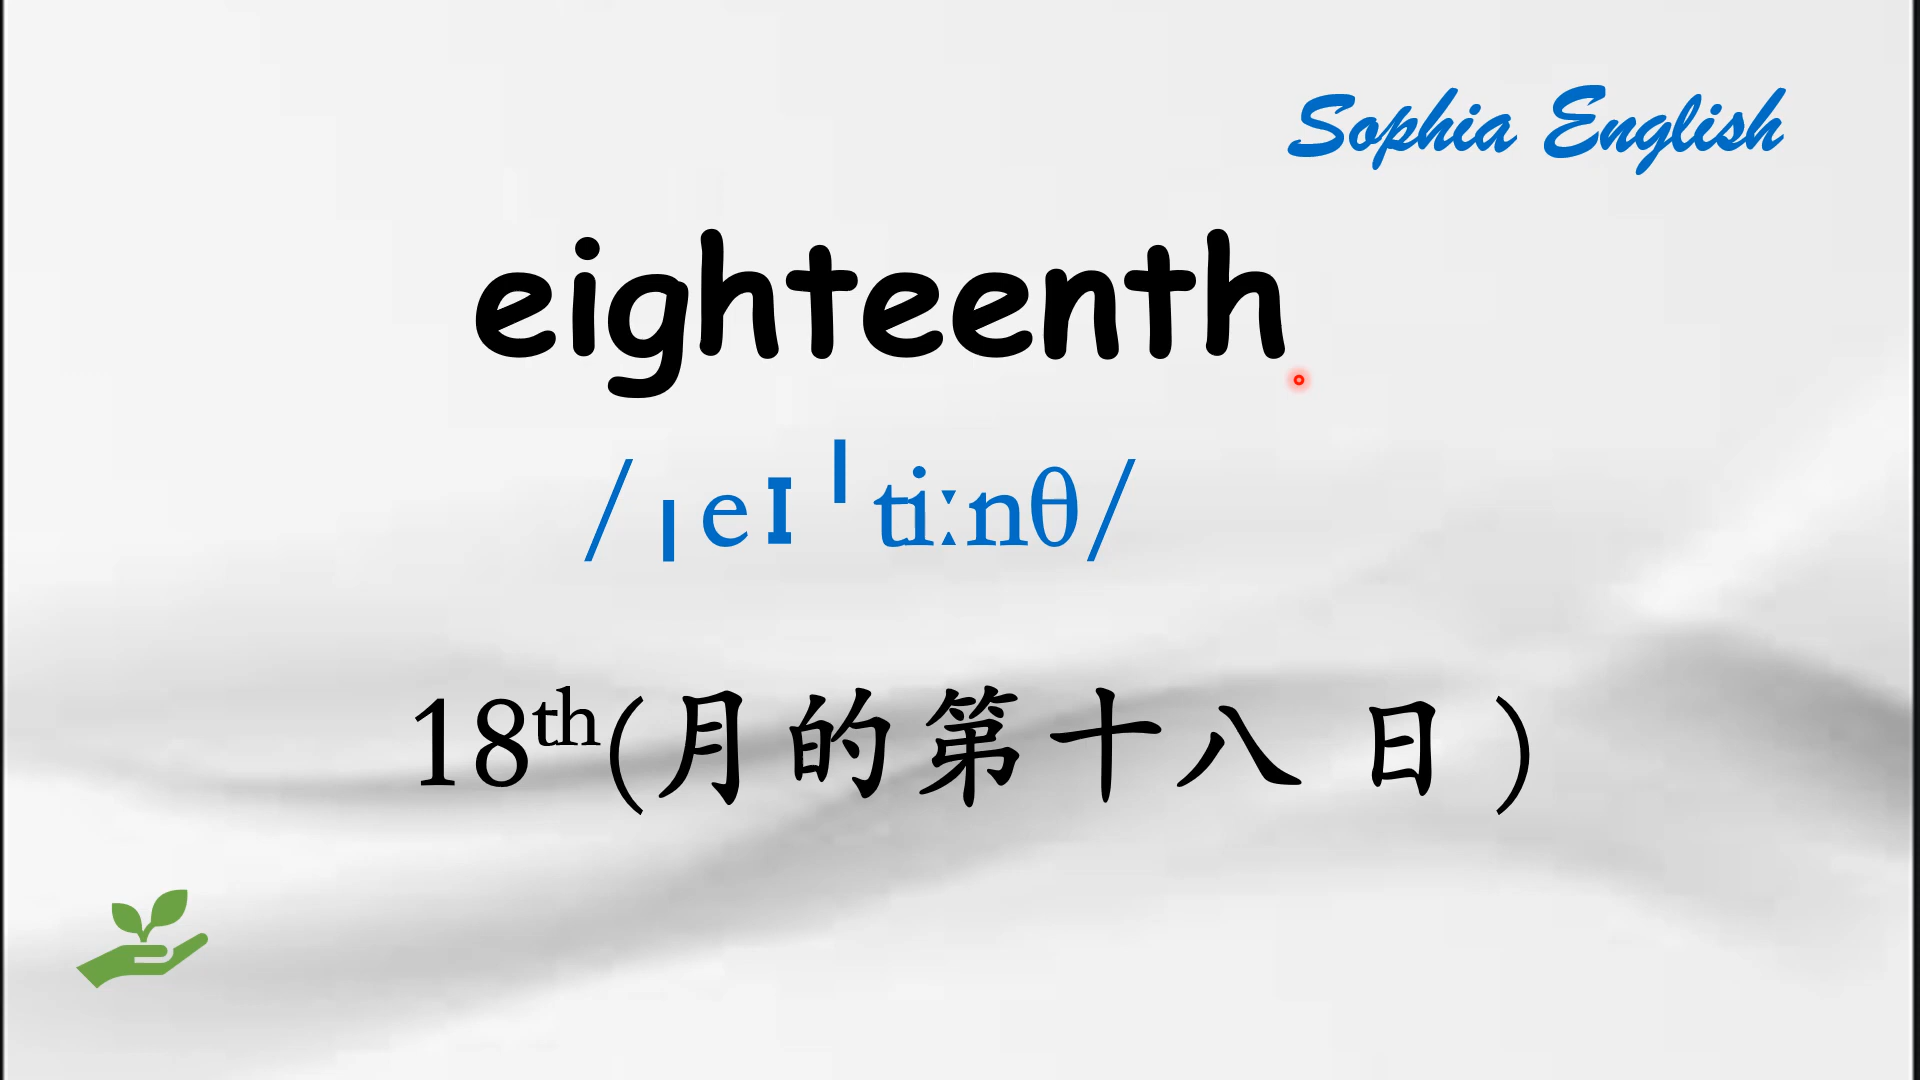 Sophia English
eighteenth
/ˌeɪˈtiːnθ/
18th(月的第十八 日)